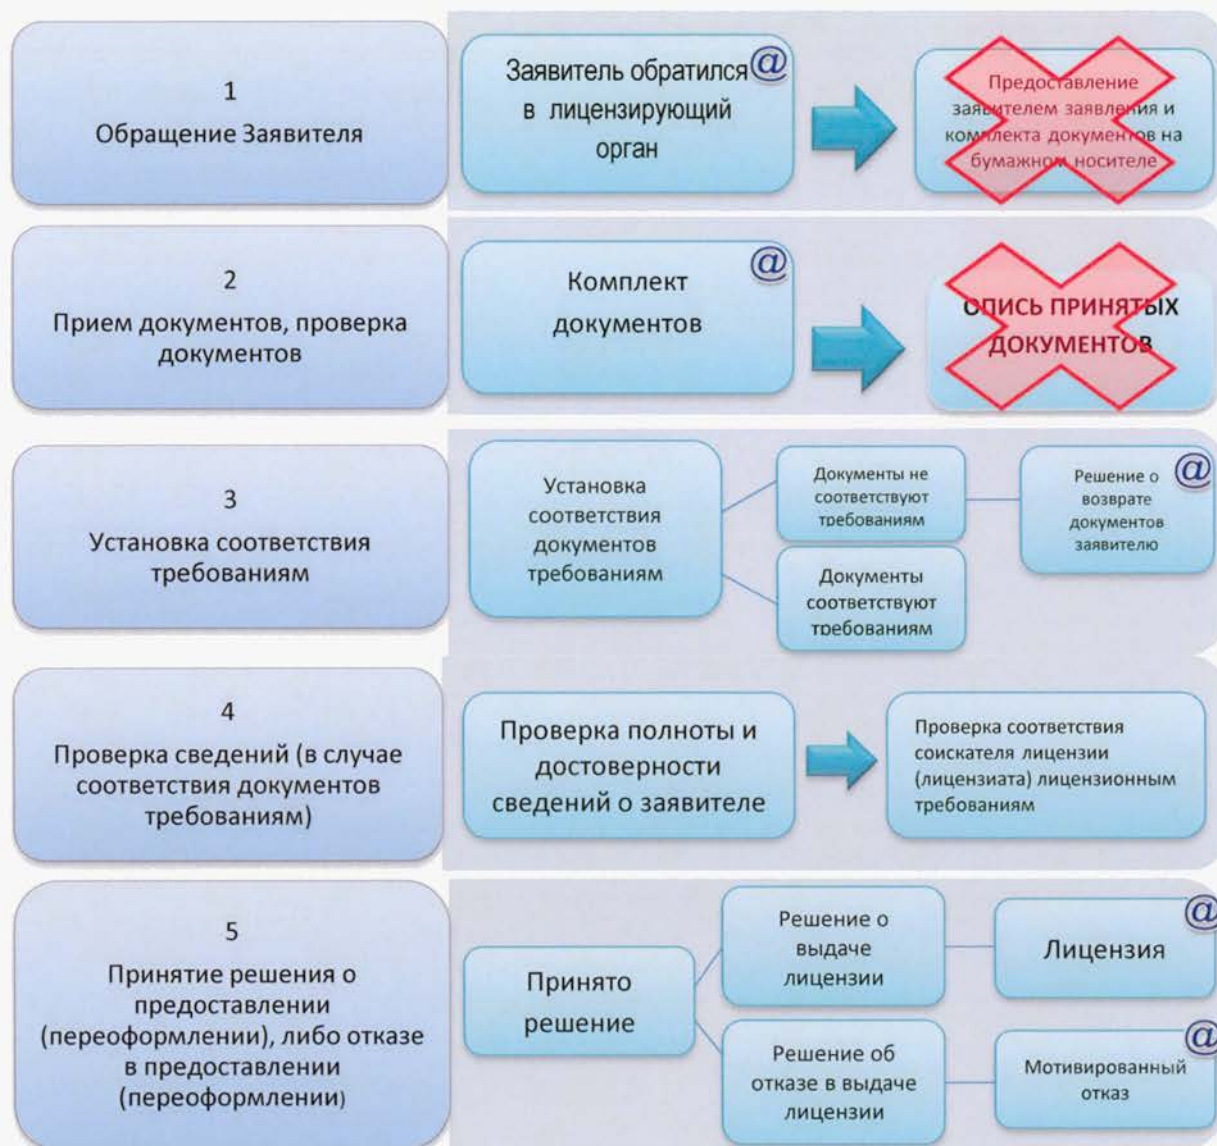 1
Обращение Заявителя
Заявитель обратился
в лицензирующий
орган
@
Предоставление
заявителем заявления и
комплекта документов на
бумажном носителе
2
Прием документов, проверка
документов
Комплект
документов
@
ОПИСЬ ПРИНЯТЫХ
ДОКУМЕНТОВ
3
Установка соответствия
требованиям
Установка
соответствия
документов
требованиям
Документы не
соответствуют
требованиям
Решение о
возврате
документов
заявителю
@
Документы
соответствуют
требованиям
4
Проверка сведений (в случае
соответствия документов
требованиям)
Проверка полноты и
достоверности
сведений о заявителе
Проверка соответствия
соискателя лицензии
(лицензиата) лицензионным
требованиям
5
Принятие решения о
предоставлении
(переоформлении), либо отказе
в предоставлении
(переоформлении)
Принято
решение
Решение о
выдаче
лицензии
Лицензия
@
Решение об
отказе в выдаче
лицензии
Мотивированный
отказ
@